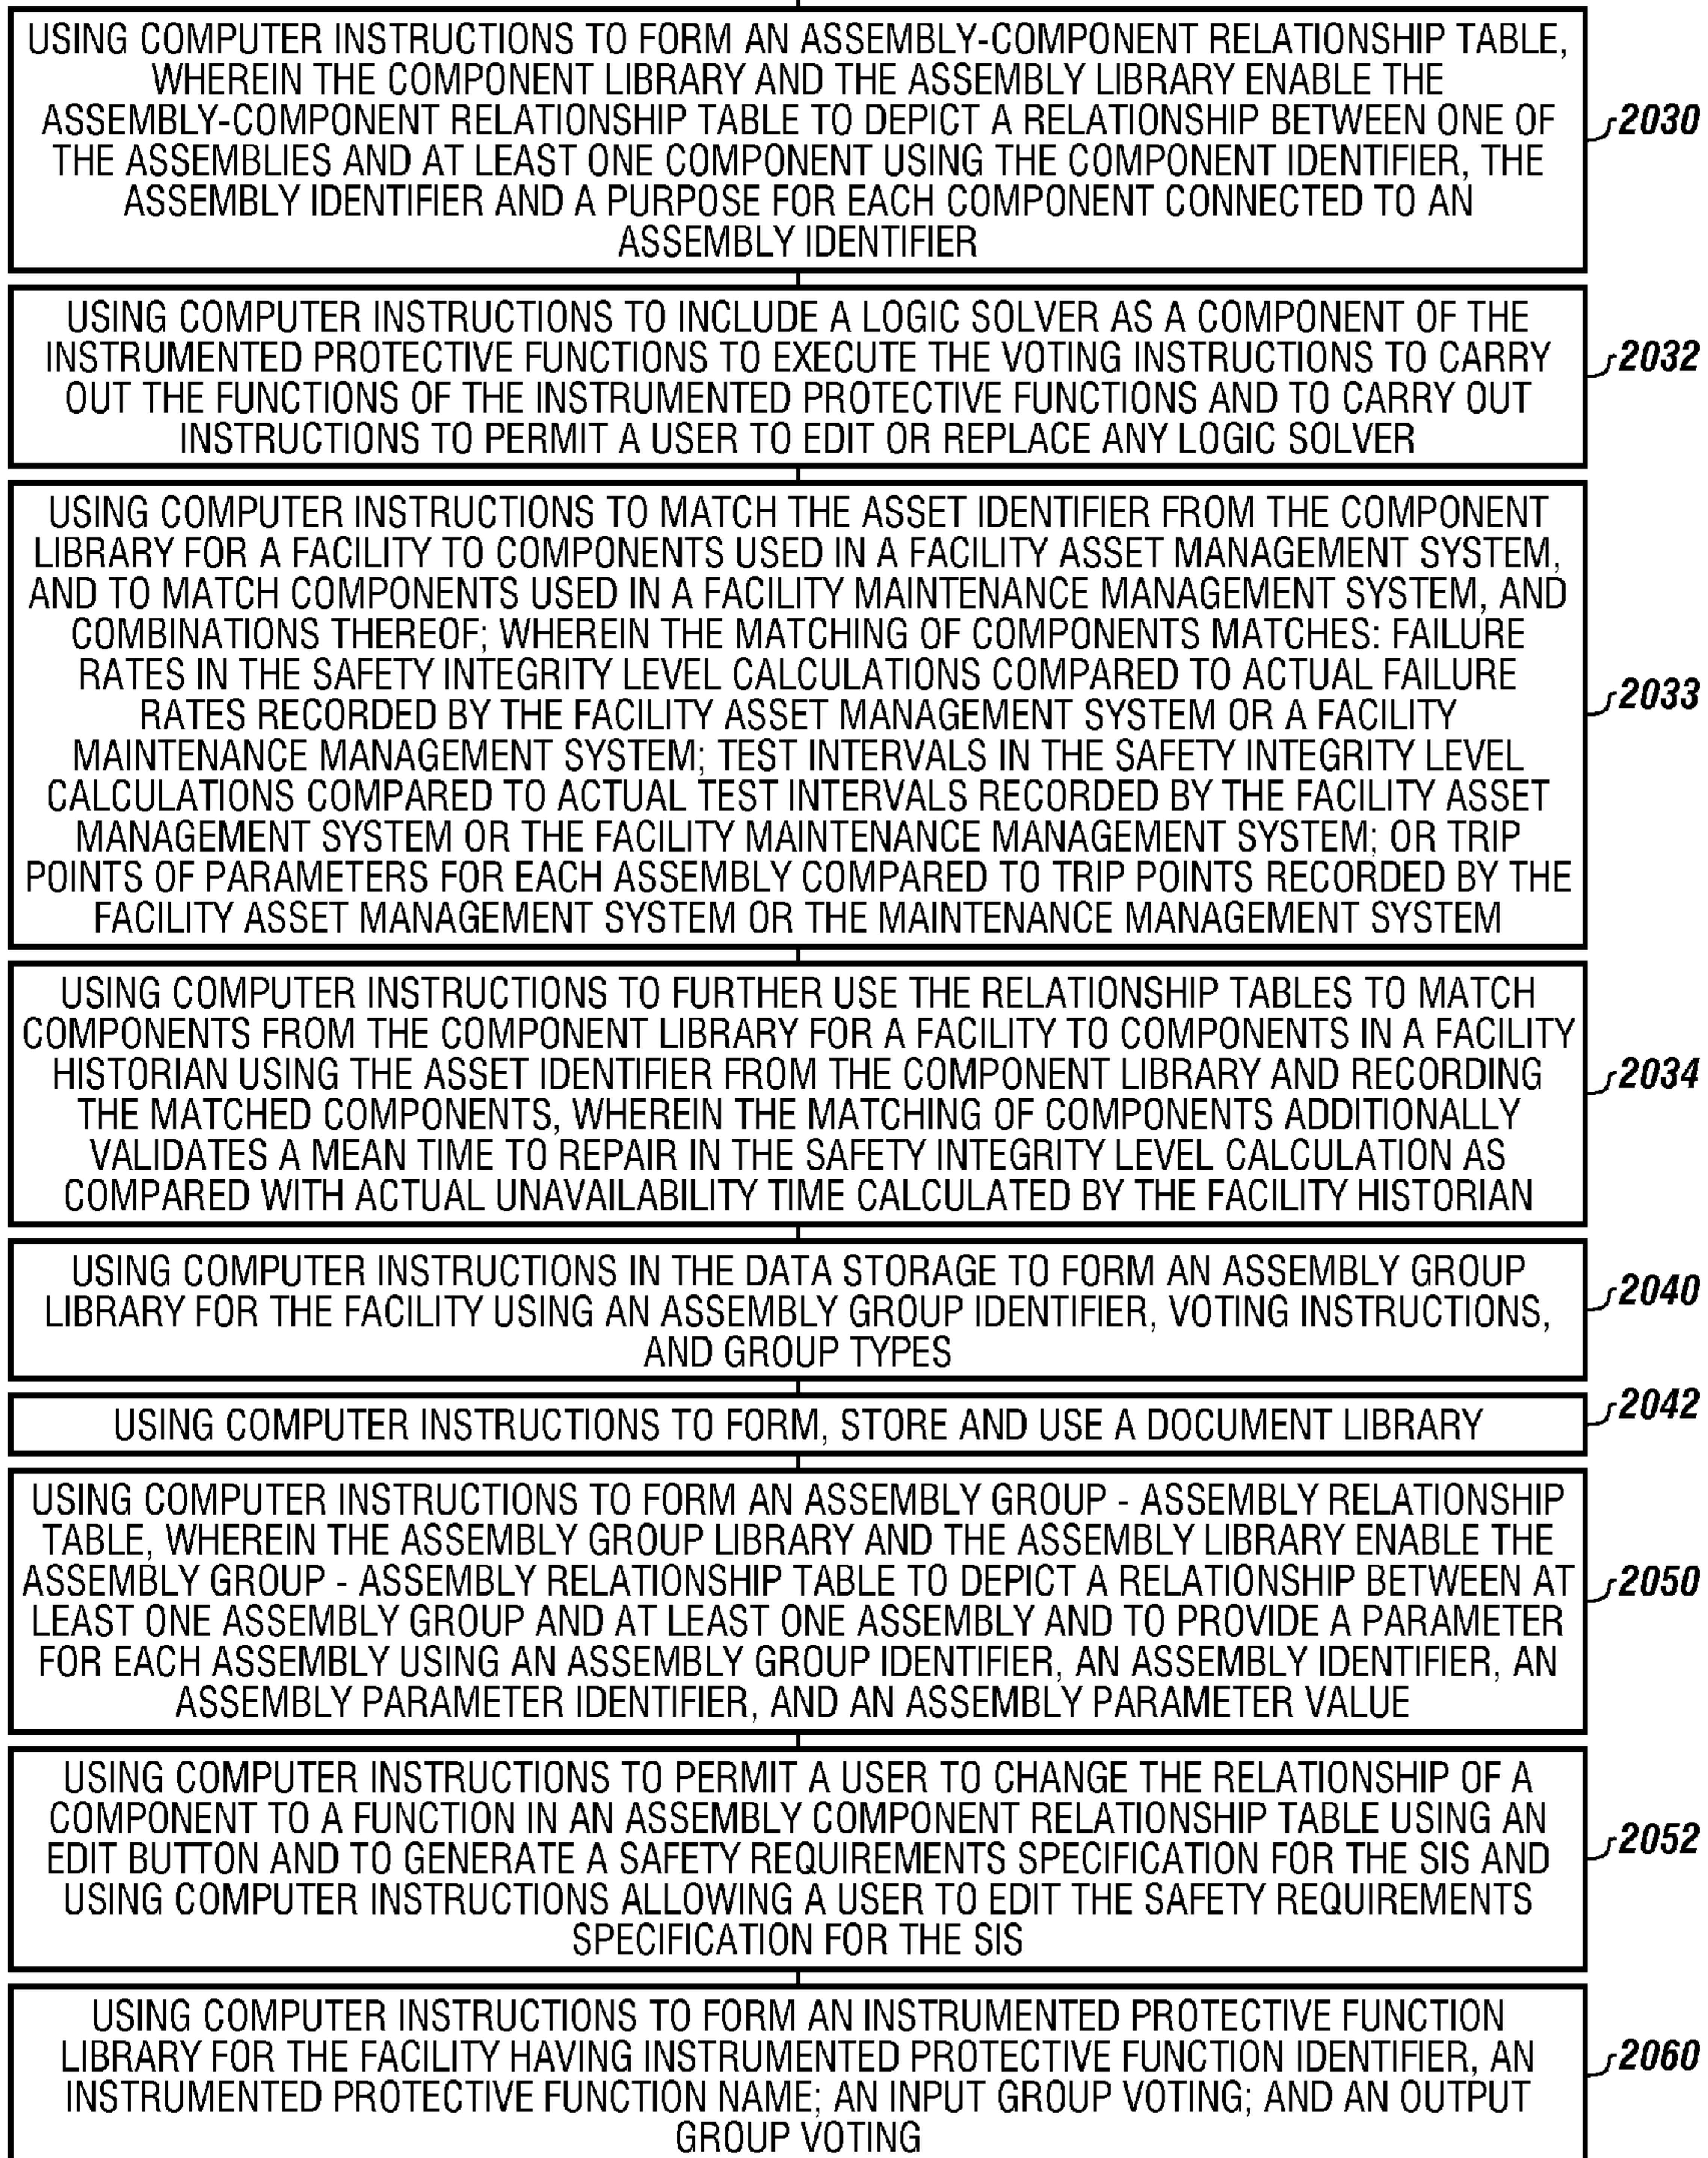 USING COMPUTER INSTRUCTIONS TO FORM AN ASSEMBLY-COMPONENT RELATIONSHIP TABLE,
WHEREIN THE COMPONENT LIBRARY AND THE ASSEMBLY LIBRARY ENABLE THE
ASSEMBLY-COMPONENT RELATIONSHIP TABLE TO DEPICT A RELATIONSHIP BETWEEN ONE OF
THE ASSEMBLIES AND AT LEAST ONE COMPONENT USING THE COMPONENT IDENTIFIER, THE
ASSEMBLY IDENTIFIER AND A PURPOSE FOR EACH COMPONENT CONNECTED TO AN
ASSEMBLY IDENTIFIER
2030
USING COMPUTER INSTRUCTIONS TO INCLUDE A LOGIC SOLVER AS A COMPONENT OF THE
INSTRUMENTED PROTECTIVE FUNCTIONS TO EXECUTE THE VOTING INSTRUCTIONS TO CARRY
OUT THE FUNCTIONS OF THE INSTRUMENTED PROTECTIVE FUNCTIONS AND TO CARRY OUT
INSTRUCTIONS TO PERMIT A USER TO EDIT OR REPLACE ANY LOGIC SOLVER
2032
USING COMPUTER INSTRUCTIONS TO MATCH THE ASSET IDENTIFIER FROM THE COMPONENT
LIBRARY FOR A FACILITY TO COMPONENTS USED IN A FACILITY ASSET MANAGEMENT SYSTEM,
AND TO MATCH COMPONENTS USED IN A FACILITY MAINTENANCE MANAGEMENT SYSTEM, AND
COMBINATIONS THEREOF; WHEREIN THE MATCHING OF COMPONENTS MATCHES: FAILURE
RATES IN THE SAFETY INTEGRITY LEVEL CALCULATIONS COMPARED TO ACTUAL FAILURE
RATES RECORDED BY THE FACILITY ASSET MANAGEMENT SYSTEM OR A FACILITY
MAINTENANCE MANAGEMENT SYSTEM; TEST INTERVALS IN THE SAFETY INTEGRITY LEVEL
CALCULATIONS COMPARED TO ACTUAL TEST INTERVALS RECORDED BY THE FACILITY ASSET
MANAGEMENT SYSTEM OR THE FACILITY MAINTENANCE MANAGEMENT SYSTEM; OR TRIP
POINTS OF PARAMETERS FOR EACH ASSEMBLY COMPARED TO TRIP POINTS RECORDED BY THE
FACILITY ASSET MANAGEMENT SYSTEM OR THE MAINTENANCE MANAGEMENT SYSTEM
2033
USING COMPUTER INSTRUCTIONS TO FURTHER USE THE RELATIONSHIP TABLES TO MATCH
COMPONENTS FROM THE COMPONENT LIBRARY FOR A FACILITY TO COMPONENTS IN A FACILITY
HISTORIAN USING THE ASSET IDENTIFIER FROM THE COMPONENT LIBRARY AND RECORDING
THE MATCHED COMPONENTS, WHEREIN THE MATCHING OF COMPONENTS ADDITIONALLY
VALIDATES A MEAN TIME TO REPAIR IN THE SAFETY INTEGRITY LEVEL CALCULATION AS
COMPARED WITH ACTUAL UNAVAILABILITY TIME CALCULATED BY THE FACILITY HISTORIAN
2034
USING COMPUTER INSTRUCTIONS IN THE DATA STORAGE TO FORM AN ASSEMBLY GROUP
LIBRARY FOR THE FACILITY USING AN ASSEMBLY GROUP IDENTIFIER, VOTING INSTRUCTIONS,
AND GROUP TYPES
2040
USING COMPUTER INSTRUCTIONS TO FORM, STORE AND USE A DOCUMENT LIBRARY
2042
USING COMPUTER INSTRUCTIONS TO FORM AN ASSEMBLY GROUP - ASSEMBLY RELATIONSHIP
TABLE, WHEREIN THE ASSEMBLY GROUP LIBRARY AND THE ASSEMBLY LIBRARY ENABLE THE
ASSEMBLY GROUP - ASSEMBLY RELATIONSHIP TABLE TO DEPICT A RELATIONSHIP BETWEEN AT
LEAST ONE ASSEMBLY GROUP AND AT LEAST ONE ASSEMBLY AND TO PROVIDE A PARAMETER
FOR EACH ASSEMBLY USING AN ASSEMBLY GROUP IDENTIFIER, AN ASSEMBLY IDENTIFIER, AN
ASSEMBLY PARAMETER IDENTIFIER, AND AN ASSEMBLY PARAMETER VALUE
2050
USING COMPUTER INSTRUCTIONS TO PERMIT A USER TO CHANGE THE RELATIONSHIP OF A
COMPONENT TO A FUNCTION IN AN ASSEMBLY COMPONENT RELATIONSHIP TABLE USING AN
EDIT BUTTON AND TO GENERATE A SAFETY REQUIREMENTS SPECIFICATION FOR THE SIS AND
USING COMPUTER INSTRUCTIONS ALLOWING A USER TO EDIT THE SAFETY REQUIREMENTS
SPECIFICATION FOR THE SIS
2052
USING COMPUTER INSTRUCTIONS TO FORM AN INSTRUMENTED PROTECTIVE FUNCTION
LIBRARY FOR THE FACILITY HAVING INSTRUMENTED PROTECTIVE FUNCTION IDENTIFIER, AN
INSTRUMENTED PROTECTIVE FUNCTION NAME; AN INPUT GROUP VOTING; AND AN OUTPUT
GROUP VOTING
2060